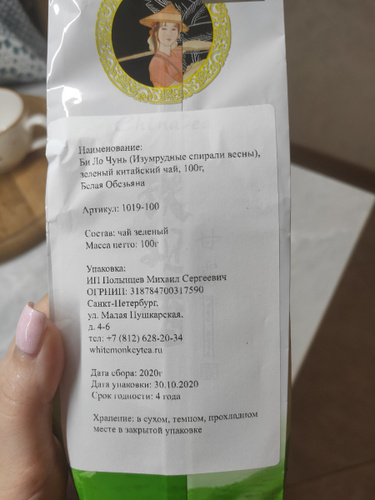 Наименование:
Би Ло Чунь (Изумрудные спирали весны),
зеленый китайский чай, 100г,
Белая Обезьяна
Артикул: 1019-100
Состав: чай зеленый
Масса нетто: 100г
Упаковка:
ИП Полынцев Михаил Сергеевич
ОГРНИП: 318784700317590
Санкт-Петербург,
ул. Малая Пушкарская,
д. 4-6
тел: +7 (812) 628-20-34
whitemonkeytea.ru
Дата сбора: 2020г
Дата упаковки: 30.10.2020
Срок годности: 4 года
Хранение: в сухом, темном, прохладном
месте в закрытой упаковке